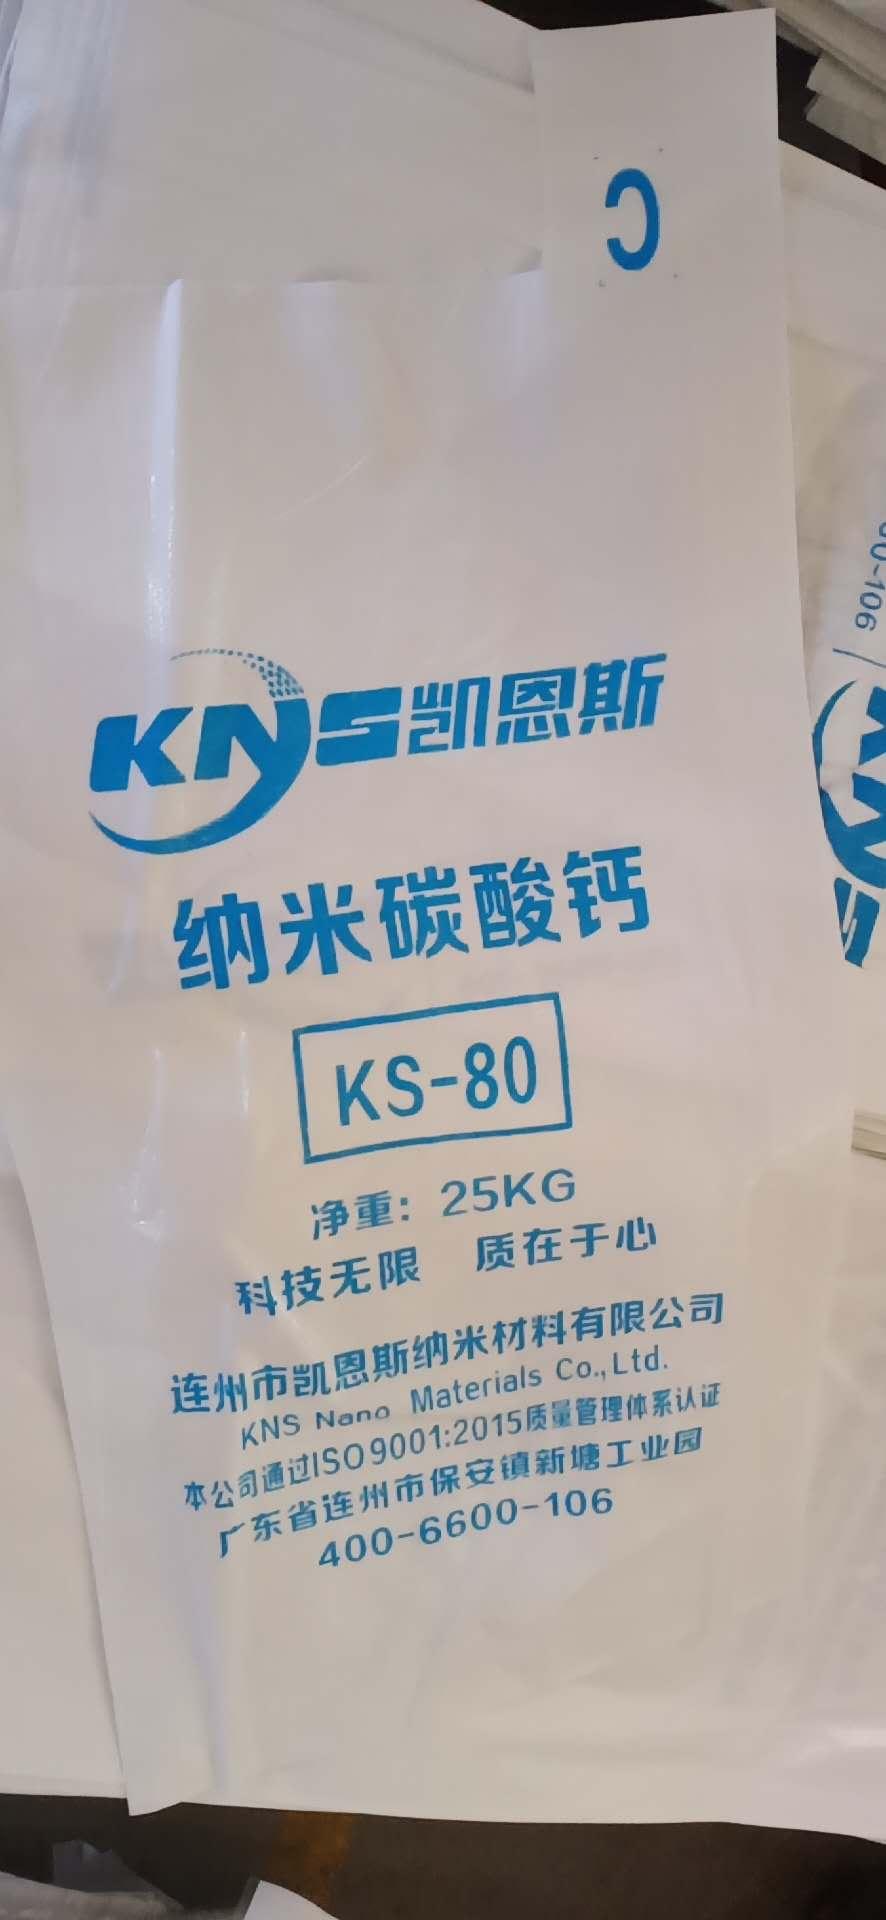 C
KNS凯恩斯
纳米碳酸钙
KS-80
净重：25KG
科技无限 质在于心
连州市凯恩斯纳米材料有限公司
KNS Nano Materials Co.,Ltd.
本公司通过ISO9001:2015质量管理体系认证
广东省连州市保安镇新塘工业园
400-6600-106
00-106